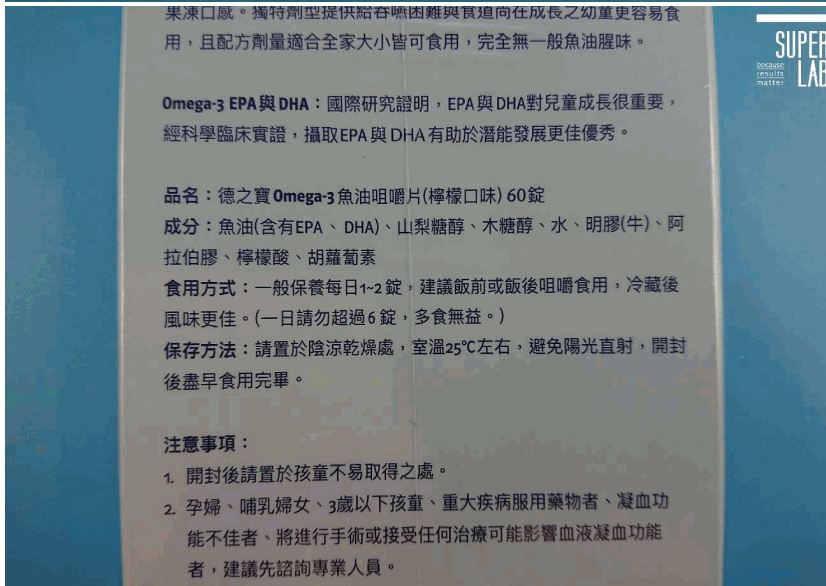 果凍口感。獨特劑型提供給吞嚥困難與食道尚在成長之幼童更容易食
用，且配方劑量適合全家大小皆可食用，完全無一般魚油腥味。
Omega-3 EPA與DHA：國際研究證明，EPA與DHA對兒童成長很重要，
經科學臨床實證，攝取EPA與DHA有助於潛能發展更佳優秀。
品名：德之寶Omega-3魚油咀嚼片(檸檬口味) 60錠
成分：魚油(含有EPA、DHA)、山梨糖醇、木糖醇、水、明膠(牛)、阿
拉伯膠、檸檬酸、胡蘿蔔素
食用方式：一般保養每日1~2錠，建議飯前或飯後咀嚼食用，冷藏後
風味更佳。(一日請勿超過6錠，多食無益。)
保存方法：請置於陰涼乾燥處，室溫25℃左右，避免陽光直射，開封
後盡早食用完畢。
注意事項：
1. 開封後請置於孩童不易取得之處。
2. 孕婦、哺乳婦女、3歲以下孩童、重大疾病服用藥物者、凝血功
能不佳者、將進行手術或接受任何治療可能影響血液凝血功能
者，建議先諮詢專業人員。
SUPER
because
results
matter
LAB